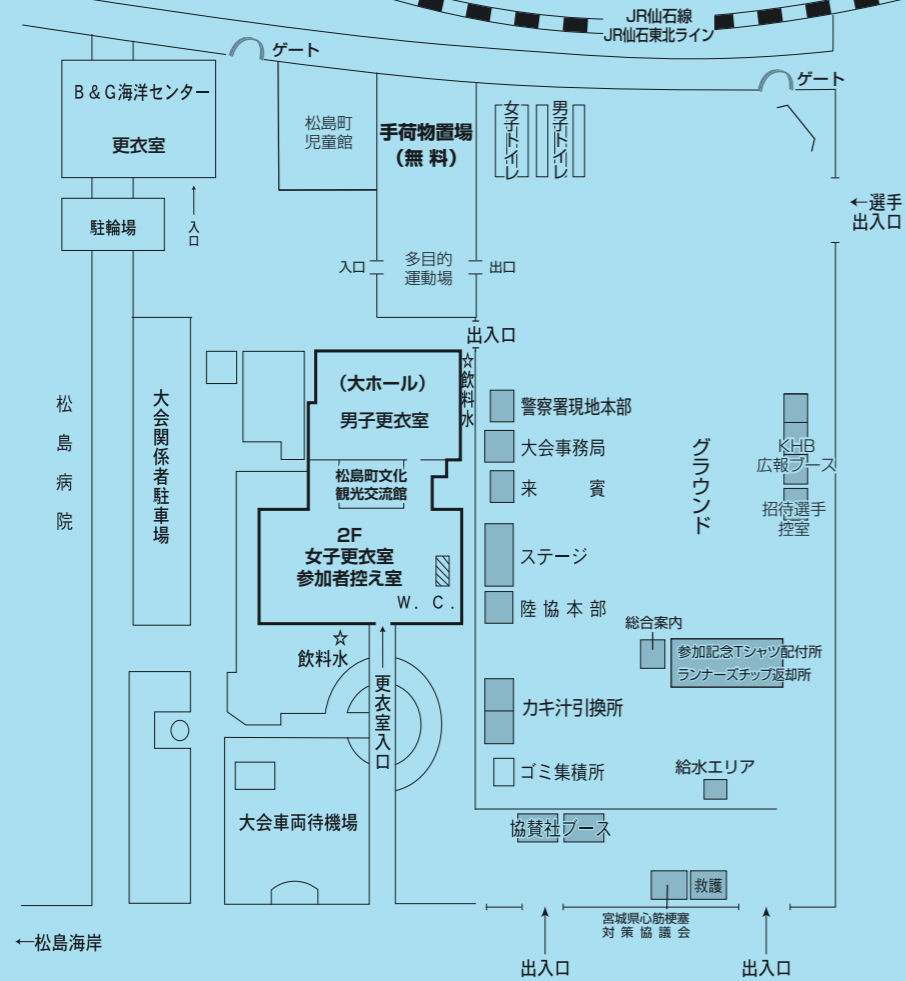 JR仙石線
JR仙石東北ライン
ゲート
ゲート
B & G海洋センター
更衣室
松島町
児童館
手荷物置場
（無 料）
女子トイレ
男子トイレ
←選手
出入口
駐輪場
入口
入口
多目的
運動場
出口
出入口
松島病院
大会関係者駐車場
（大ホール）
男子更衣室
☆飲料水
松島町文化
観光交流館
2F
女子更衣室
参加者控え室
W. C.
警察署現地本部
大会事務局
来 賓
ステージ
陸協本部
グラウンド
KHB
広報ブース
招待選手
控室
総合案内
参加記念Tシャツ配付所
ランナーズチップ返却所
☆
飲料水
更衣室入口
カキ汁引換所
ゴミ集積所
給水エリア
大会車両待機場
協賛社ブース
救護
宮城県心筋梗塞
対策協議会
←松島海岸
出入口
出入口